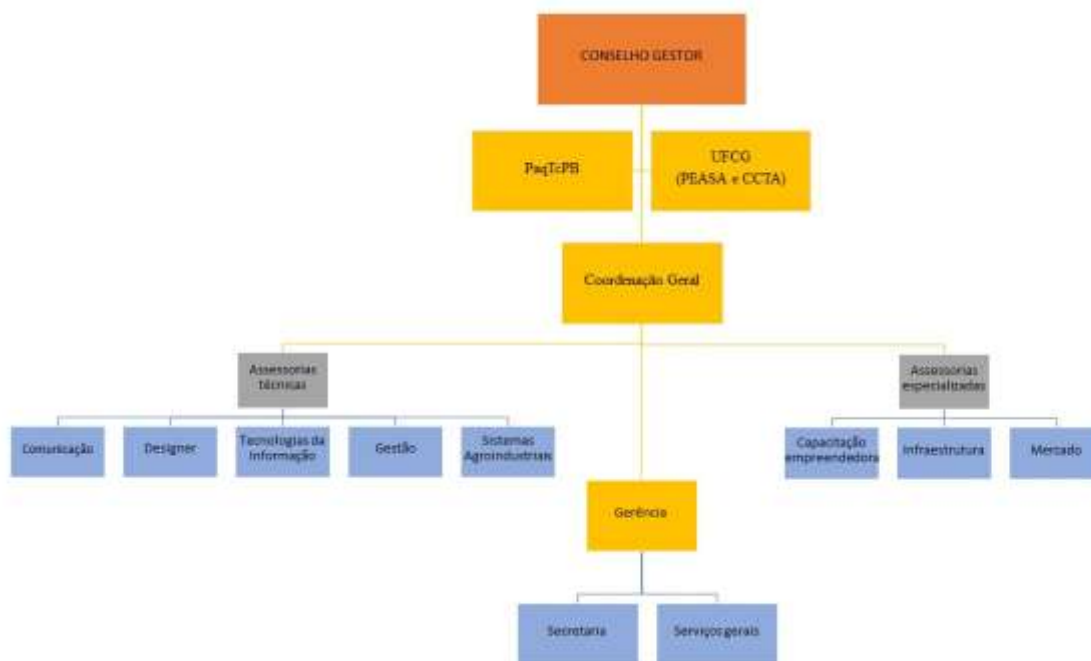 CONSELHO GESTOR
PaqTcPB
UFCG
(PEASA e CCTA)
Coordenação Geral
Assessorias
técnicas
Assessorias
especializadas
Comunicação
Designer
Tecnologias da
Informação
Gestão
Sistemas
Agroindustriais
Capacitação
empreendedora
Infraestrutura
Mercado
Gerência
Secretaria
Serviços gerais